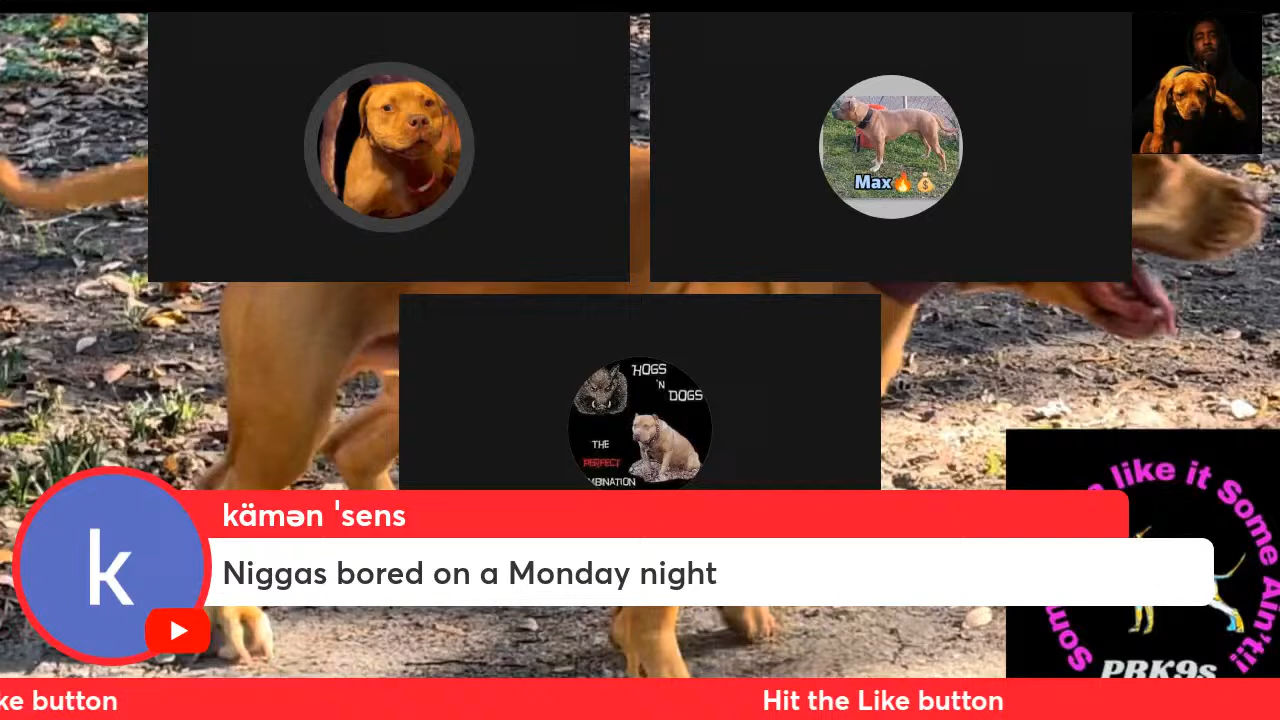 Max🔥💰
HOGS
'N
DOGS
THE
PERFECT
MBINATION
like it Some Ain't!!
Som
PBK9s
k
kämən 'sens
Niggas bored on a Monday night
ke button
Hit the Like button